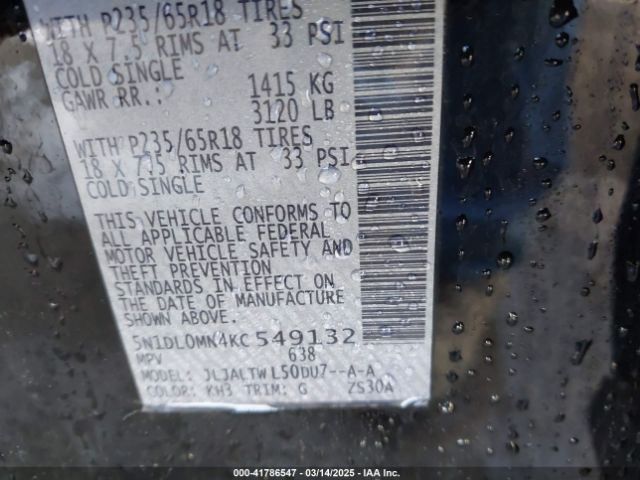 WITH P235/65R18 TIRES
18 X 7.5 RIMS AT 33 PSI
COLD SINGLE
GAWR RR.: 1415 KG
3120 LB
WITH P235/65R18 TIRES
18 X 7.5 RIMS AT 33 PSI
COLD SINGLE
THIS VEHICLE CONFORMS TO
ALL APPLICABLE FEDERAL
MOTOR VEHICLE SAFETY AND
THEFT PREVENTION
STANDARDS IN EFFECT ON
THE DATE OF MANUFACTURE
SHOWN ABOVE.
5N1DL0MN4KC549132
MPV 638
MODEL: JLJALTWL50DU7--A-A
COLOR: KH3 TRIM: G ZS30A
000-41786547 - 03/14/2025 - IAA Inc.